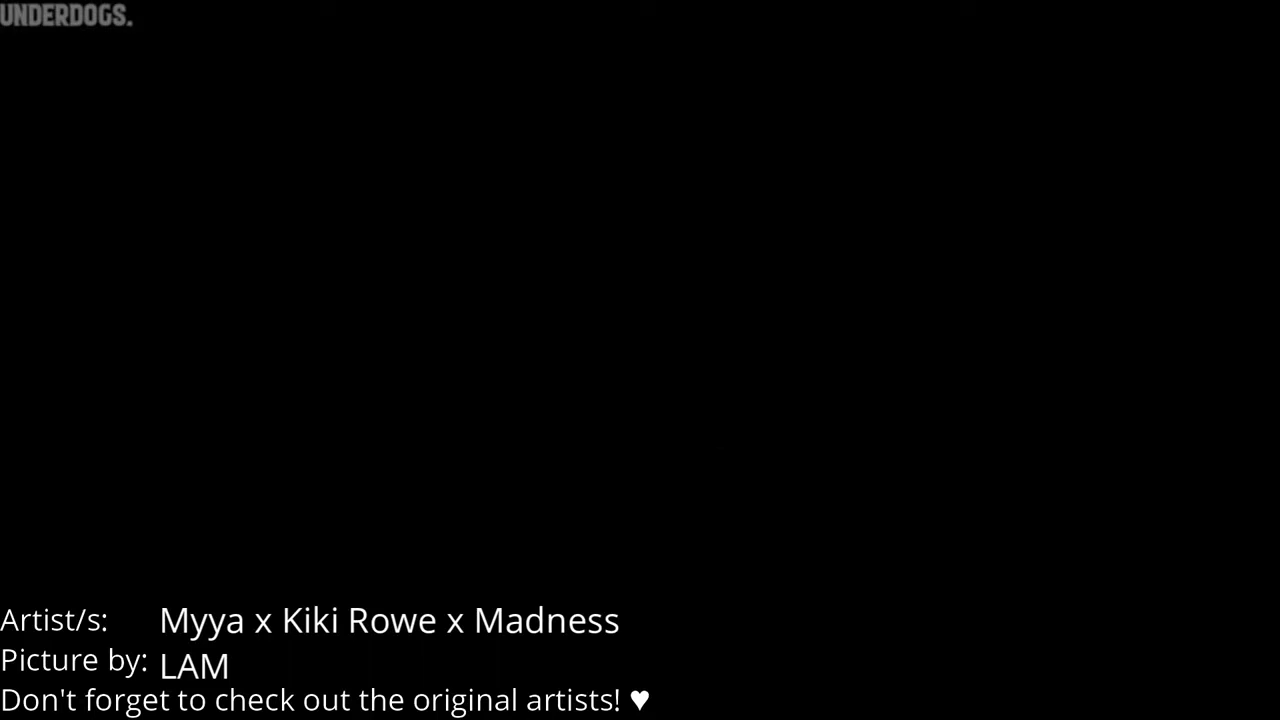 UNDERDOGS.
Artist/s: Myya x Kiki Rowe x Madness
Picture by: LAM
Don't forget to check out the original artists! ♥